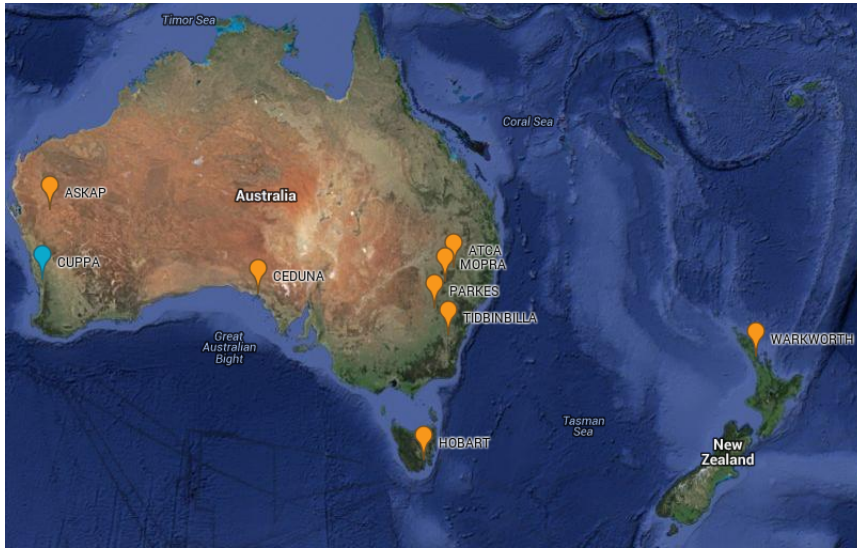 Timor Sea
Coral Sea
ASKAP
Australia
ATCA
CUPPA
MOPRA
CEDUNA
PARKES
TIDBINBILLA
Great
Australian
Bight
WARKWORTH
Tasman
Sea
HOBART
New
Zealand